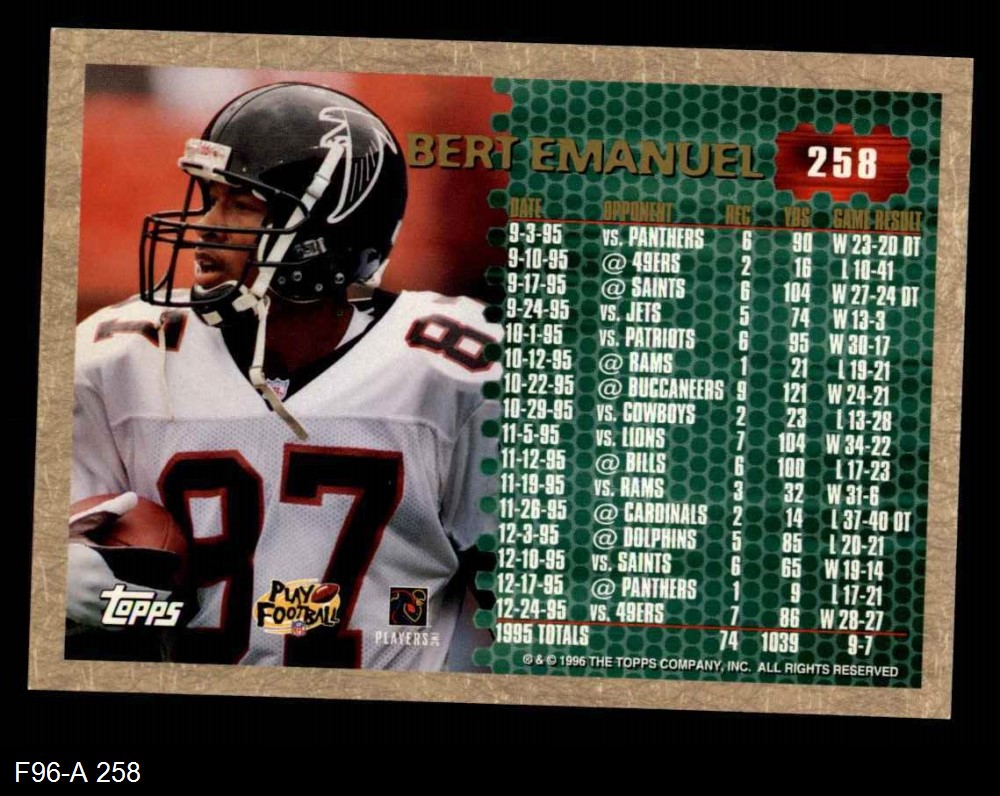 BERT EMANUEL
258
DATE OPPONENT REC YDS GAME RESULT
9-3-95 vs. PANTHERS 6 90 W 23-20 OT
9-10-95 @ 49ERS 2 16 L 10-41
9-17-95 @ SAINTS 6 104 W 27-24 OT
9-24-95 vs. JETS 5 74 W 13-3
10-1-95 vs. PATRIOTS 6 95 W 30-17
10-12-95 @ RAMS 1 21 L 19-21
10-22-95 @ BUCCANEERS 9 121 W 24-21
10-29-95 vs. COWBOYS 2 23 L 13-28
11-5-95 vs. LIONS 7 104 W 34-22
11-12-95 @ BILLS 6 100 L 17-23
11-19-95 vs. RAMS 3 32 W 31-6
11-26-95 @ CARDINALS 2 14 L 37-40 OT
12-3-95 @ DOLPHINS 5 85 L 20-21
12-10-95 vs. SAINTS 6 65 W 19-14
12-17-95 @ PANTHERS 1 9 L 17-21
12-24-95 vs. 49ERS 7 86 W 28-27
1995 TOTALS 74 1039 9-7
® & © 1996 THE TOPPS COMPANY, INC. ALL RIGHTS RESERVED
87
87
TOPPS
PLAY FOOTBALL
PLAYERS INC
F96-A 258